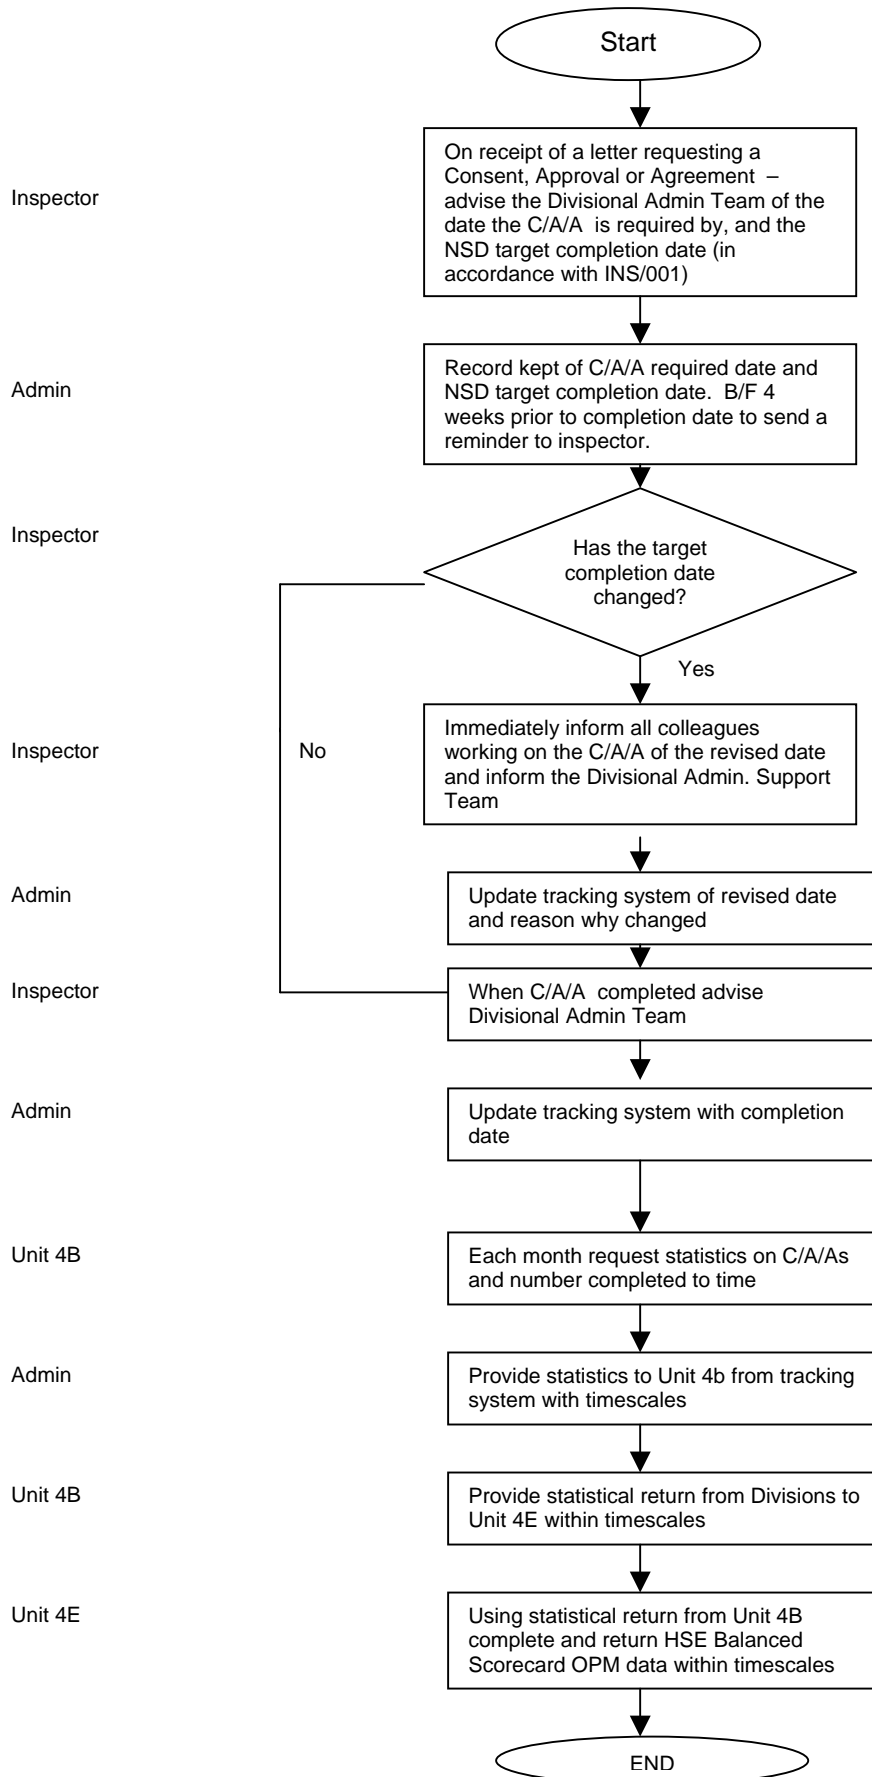 Start
Inspector
On receipt of a letter requesting a
Consent, Approval or Agreement –
advise the Divisional Admin Team of the
date the C/A/A is required by, and the
NSD target completion date (in
accordance with INS/001)
Admin
Record kept of C/A/A required date and
NSD target completion date. B/F 4
weeks prior to completion date to send a
reminder to inspector.
Inspector
Has the target
completion date
changed?
Yes
Inspector
No
Immediately inform all colleagues
working on the C/A/A of the revised date
and inform the Divisional Admin. Support
Team
Admin
Update tracking system of revised date
and reason why changed
Inspector
When C/A/A completed advise
Divisional Admin Team
Admin
Update tracking system with completion
date
Unit 4B
Each month request statistics on C/A/As
and number completed to time
Admin
Provide statistics to Unit 4b from tracking
system with timescales
Unit 4B
Provide statistical return from Divisions to
Unit 4E within timescales
Unit 4E
Using statistical return from Unit 4B
complete and return HSE Balanced
Scorecard OPM data within timescales
END